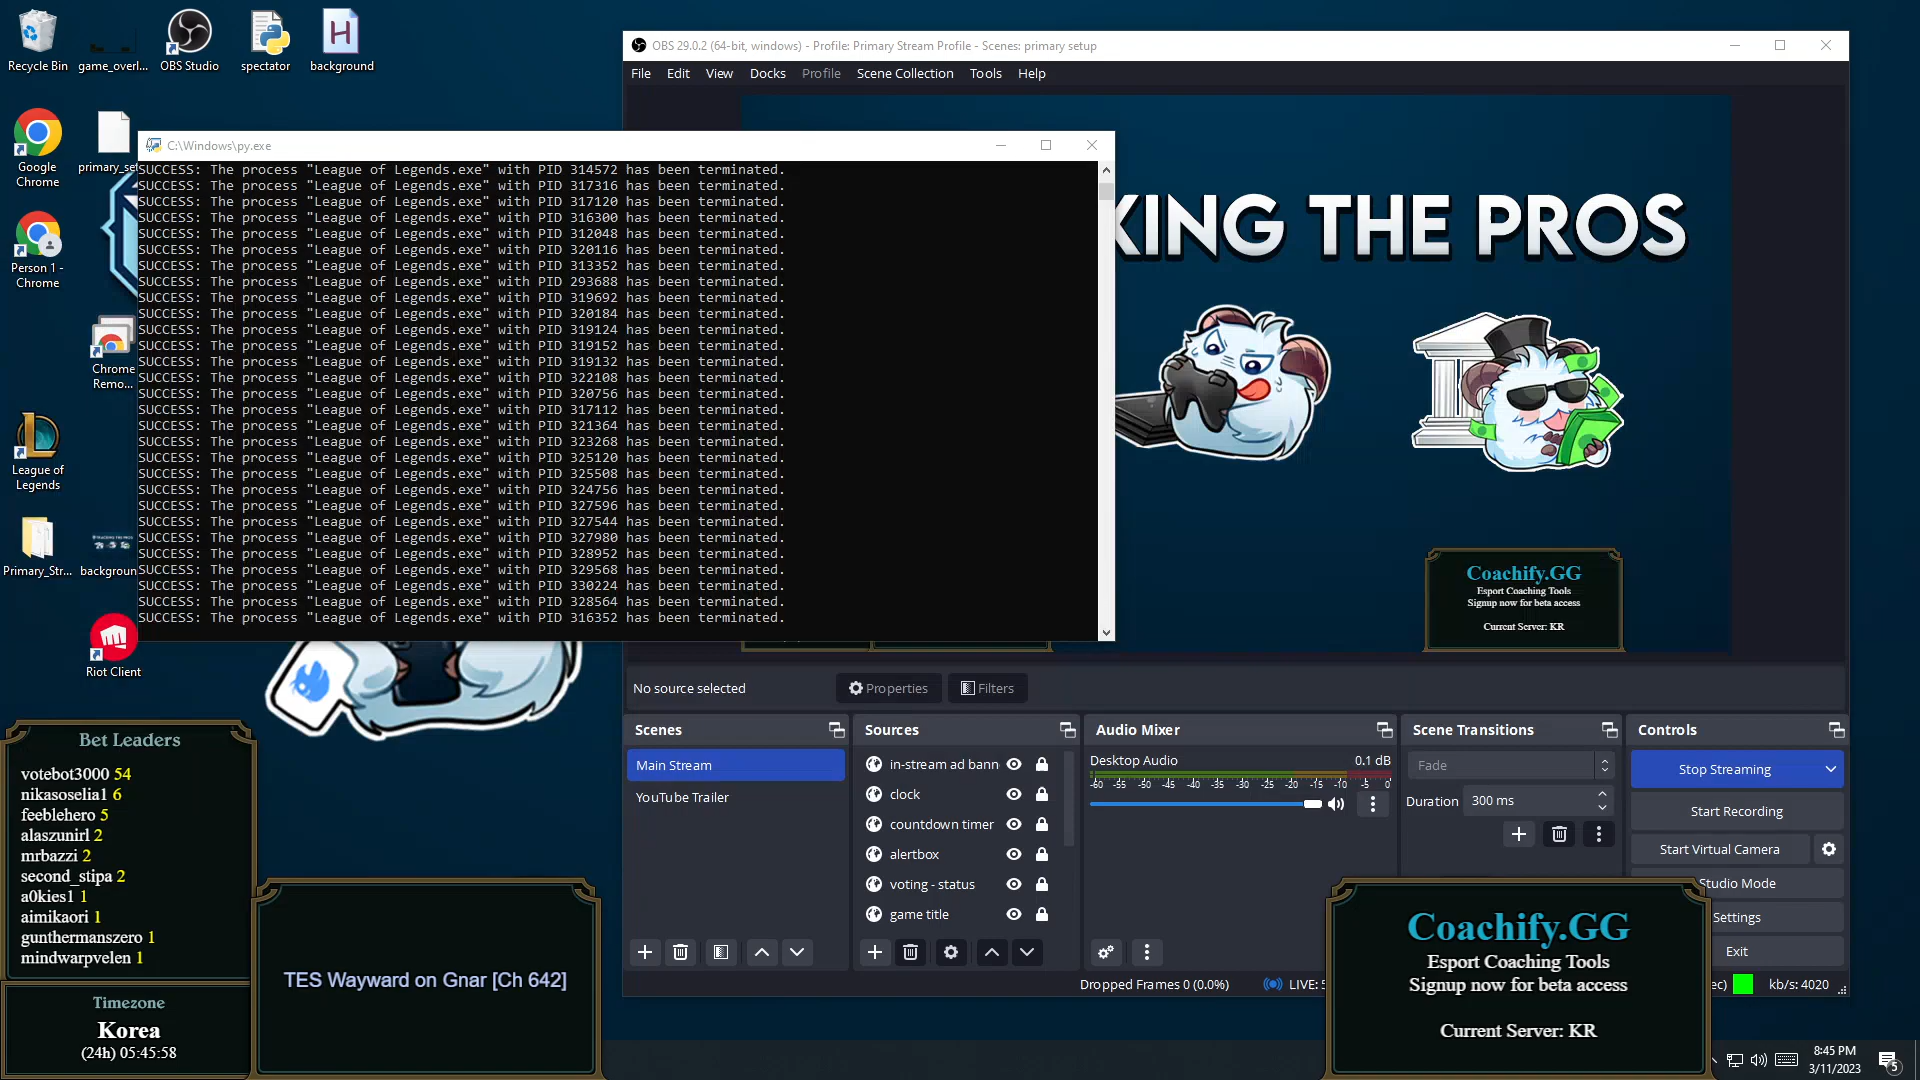 Recycle Bin
game_overl...
OBS Studio
spectator
background
Google
Chrome
primary_set
Person 1 -
Chrome
Chrome
Remo...
League of
Legends
Primary_Str...
backgroun
Riot Client
OBS 29.0.2 (64-bit, windows) - Profile: Primary Stream Profile - Scenes: primary setup
File Edit View Docks Profile Scene Collection Tools Help
C:\Windows\py.exe
SUCCESS: The process "League of Legends.exe" with PID 314572 has been terminated.
SUCCESS: The process "League of Legends.exe" with PID 317316 has been terminated.
SUCCESS: The process "League of Legends.exe" with PID 317120 has been terminated.
SUCCESS: The process "League of Legends.exe" with PID 316300 has been terminated.
SUCCESS: The process "League of Legends.exe" with PID 312048 has been terminated.
SUCCESS: The process "League of Legends.exe" with PID 320116 has been terminated.
SUCCESS: The process "League of Legends.exe" with PID 313352 has been terminated.
SUCCESS: The process "League of Legends.exe" with PID 293688 has been terminated.
SUCCESS: The process "League of Legends.exe" with PID 319692 has been terminated.
SUCCESS: The process "League of Legends.exe" with PID 320184 has been terminated.
SUCCESS: The process "League of Legends.exe" with PID 319124 has been terminated.
SUCCESS: The process "League of Legends.exe" with PID 319152 has been terminated.
SUCCESS: The process "League of Legends.exe" with PID 319132 has been terminated.
SUCCESS: The process "League of Legends.exe" with PID 322108 has been terminated.
SUCCESS: The process "League of Legends.exe" with PID 320756 has been terminated.
SUCCESS: The process "League of Legends.exe" with PID 317112 has been terminated.
SUCCESS: The process "League of Legends.exe" with PID 321364 has been terminated.
SUCCESS: The process "League of Legends.exe" with PID 323268 has been terminated.
SUCCESS: The process "League of Legends.exe" with PID 325120 has been terminated.
SUCCESS: The process "League of Legends.exe" with PID 325508 has been terminated.
SUCCESS: The process "League of Legends.exe" with PID 324756 has been terminated.
SUCCESS: The process "League of Legends.exe" with PID 327596 has been terminated.
SUCCESS: The process "League of Legends.exe" with PID 327544 has been terminated.
SUCCESS: The process "League of Legends.exe" with PID 327980 has been terminated.
SUCCESS: The process "League of Legends.exe" with PID 328952 has been terminated.
SUCCESS: The process "League of Legends.exe" with PID 329568 has been terminated.
SUCCESS: The process "League of Legends.exe" with PID 330224 has been terminated.
SUCCESS: The process "League of Legends.exe" with PID 328564 has been terminated.
SUCCESS: The process "League of Legends.exe" with PID 316352 has been terminated.
KING THE PROS
Coachify.GG
Esport Coaching Tools
Signup now for beta access
Current Server: KR
No source selected
Properties
Filters
Scenes
Main Stream
YouTube Trailer
Sources
in-stream ad bann
clock
countdown timer
alertbox
voting - status
game title
Audio Mixer
Desktop Audio 0.1 dB
-60 -55 -50 -45 -40 -35 -30 -25 -20 -15 -10 -5 0
Scene Transitions
Fade
Duration 300 ms
Controls
Stop Streaming
Start Recording
Start Virtual Camera
Studio Mode
Settings
Exit
Dropped Frames 0 (0.0%)
LIVE: 5
ec)
kb/s: 4020
Bet Leaders
votebot3000 54
nikasoselia1 6
feeblehero 5
alaszunirl 2
mrbazzi 2
second_stipa 2
a0kies1 1
aimikaori 1
gunthermanszero 1
mindwarpvelen 1
Timezone
Korea
(24h) 05:45:58
TES Wayward on Gnar [Ch 642]
Coachify.GG
Esport Coaching Tools
Signup now for beta access
Current Server: KR
8:45 PM
3/11/2023
5